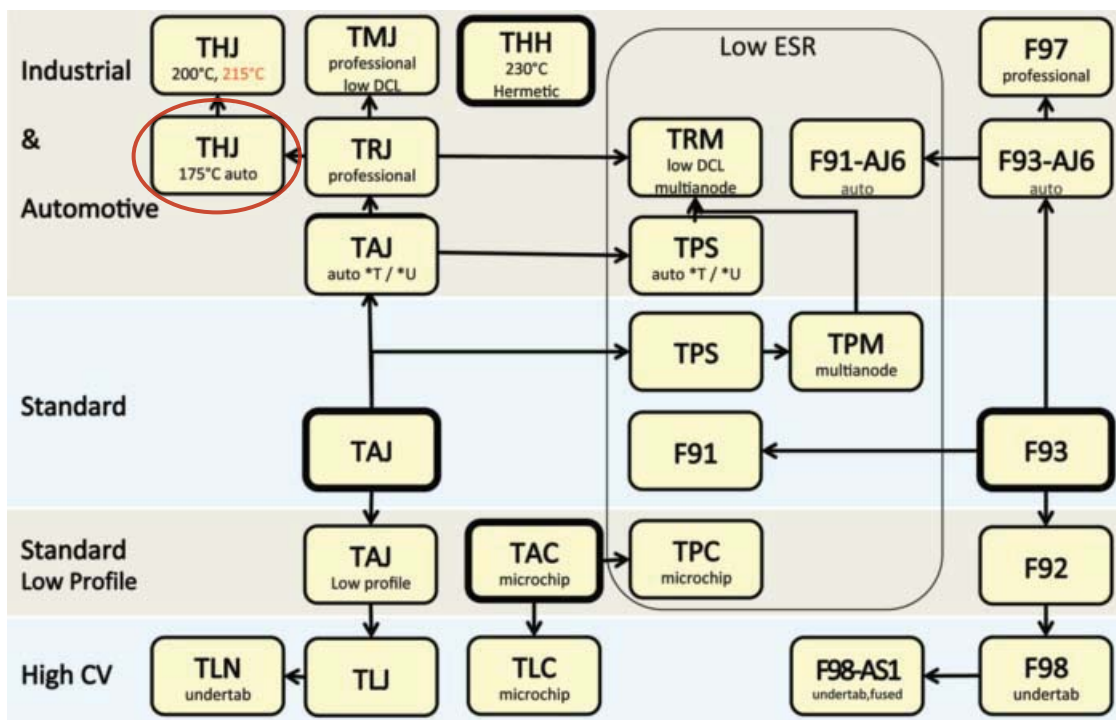 Industrial
&
Automotive
THJ
200°C, 215°C
TMJ
professional
low DCL
THH
230°C
Hermetic
Low ESR
F97
professional
THJ
175°C auto
TRJ
professional
TRM
low DCL
multianode
F91-AJ6
auto
F93-AJ6
auto
TAJ
auto *T / *U
TPS
auto *T / *U
Standard
TPS
TPM
multianode
TAJ
F91
F93
Standard
Low Profile
TAJ
Low profile
TAC
microchip
TPC
microchip
F92
High CV
TLN
undertab
TLJ
TLC
microchip
F98-AS1
undertab,fused
F98
undertab